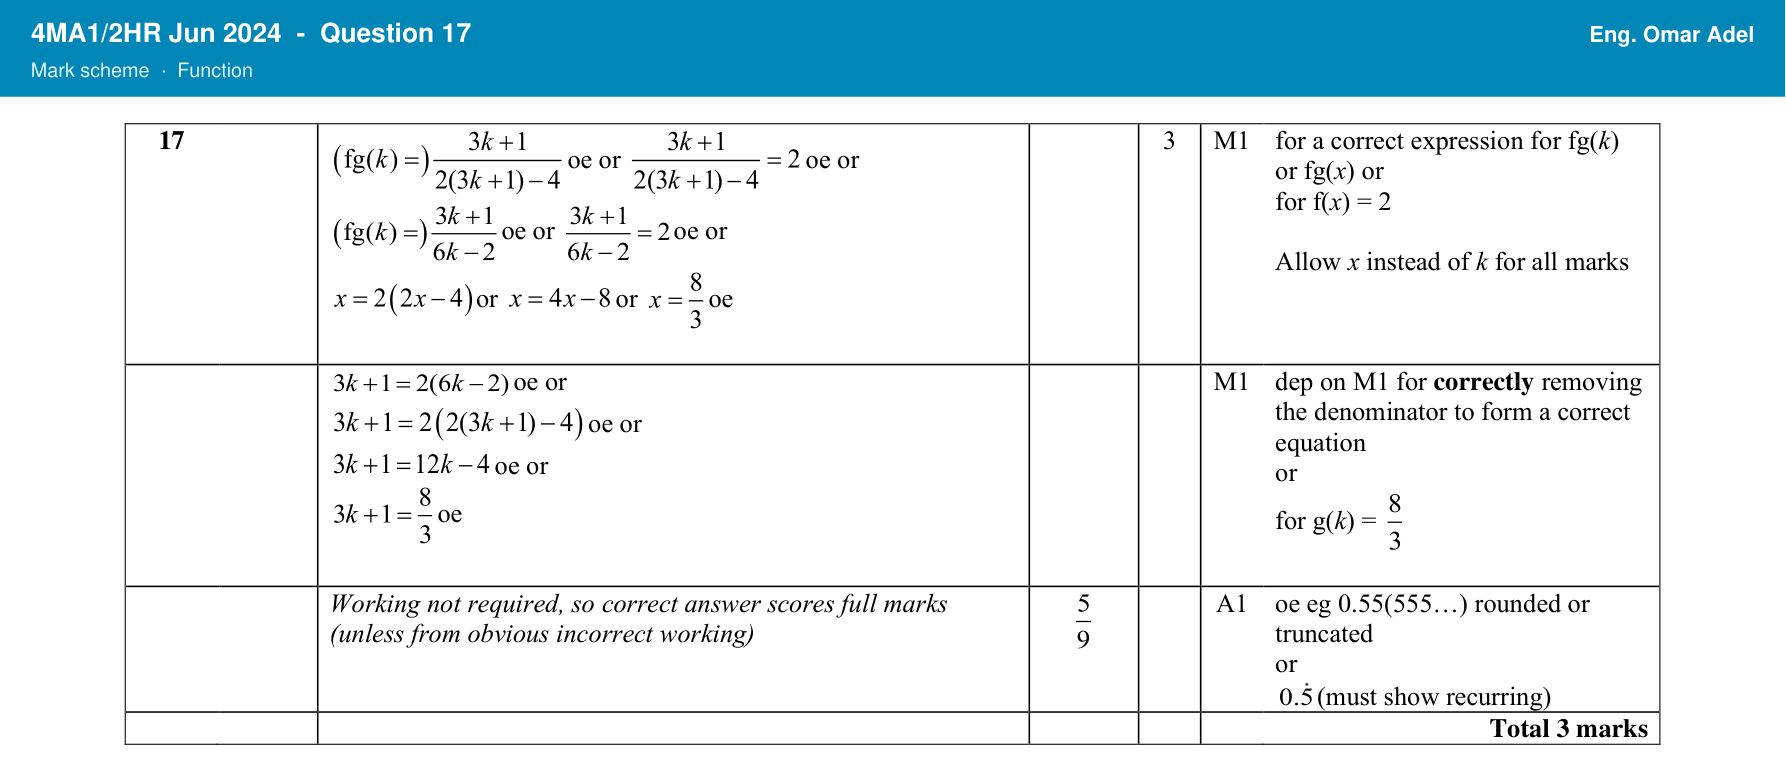 4MA1/2HR Jun 2024 - Question 17
Eng. Omar Adel
Mark scheme · Function
17
(fg(k) =) (3k+1)/(2(3k+1)−4) oe or (3k+1)/(2(3k+1)−4) = 2 oe or
(fg(k) =) (3k+1)/(6k−2) oe or (3k+1)/(6k−2) = 2 oe or
x = 2(2x−4) or x = 4x−8 or x = 8/3 oe
3
M1
for a correct expression for fg(k)
or fg(x) or
for f(x) = 2
Allow x instead of k for all marks
3k+1 = 2(6k−2) oe or
3k+1 = 2(2(3k+1)−4) oe or
3k+1 = 12k−4 oe or
3k+1 = 8/3 oe
M1
dep on M1 for correctly removing
the denominator to form a correct
equation
or
for g(k) = 8/3
Working not required, so correct answer scores full marks
(unless from obvious incorrect working)
5/9
A1
oe eg 0.55(555…) rounded or
truncated
or
0.5̇ (must show recurring)
Total 3 marks